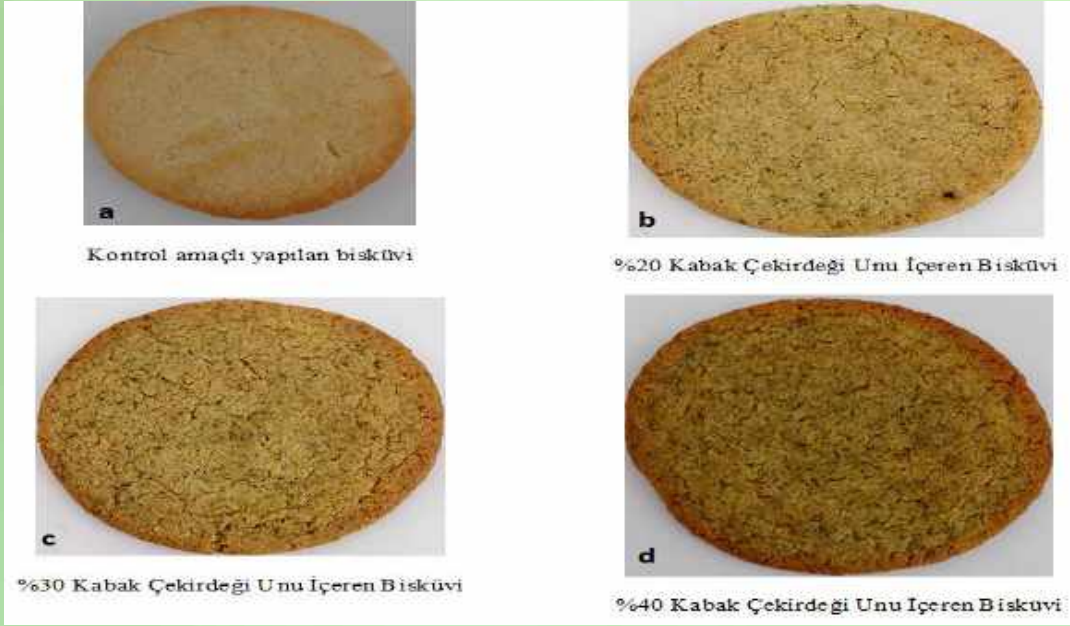 a
Kontrol amaçlı yapılan bisküvi
b
%20 Kabak Çekirdeği Unu İçeren Bisküvi
c
%30 Kabak Çekirdeği Unu İçeren Bisküvi
d
%40 Kabak Çekirdeği Unu İçeren Bisküvi